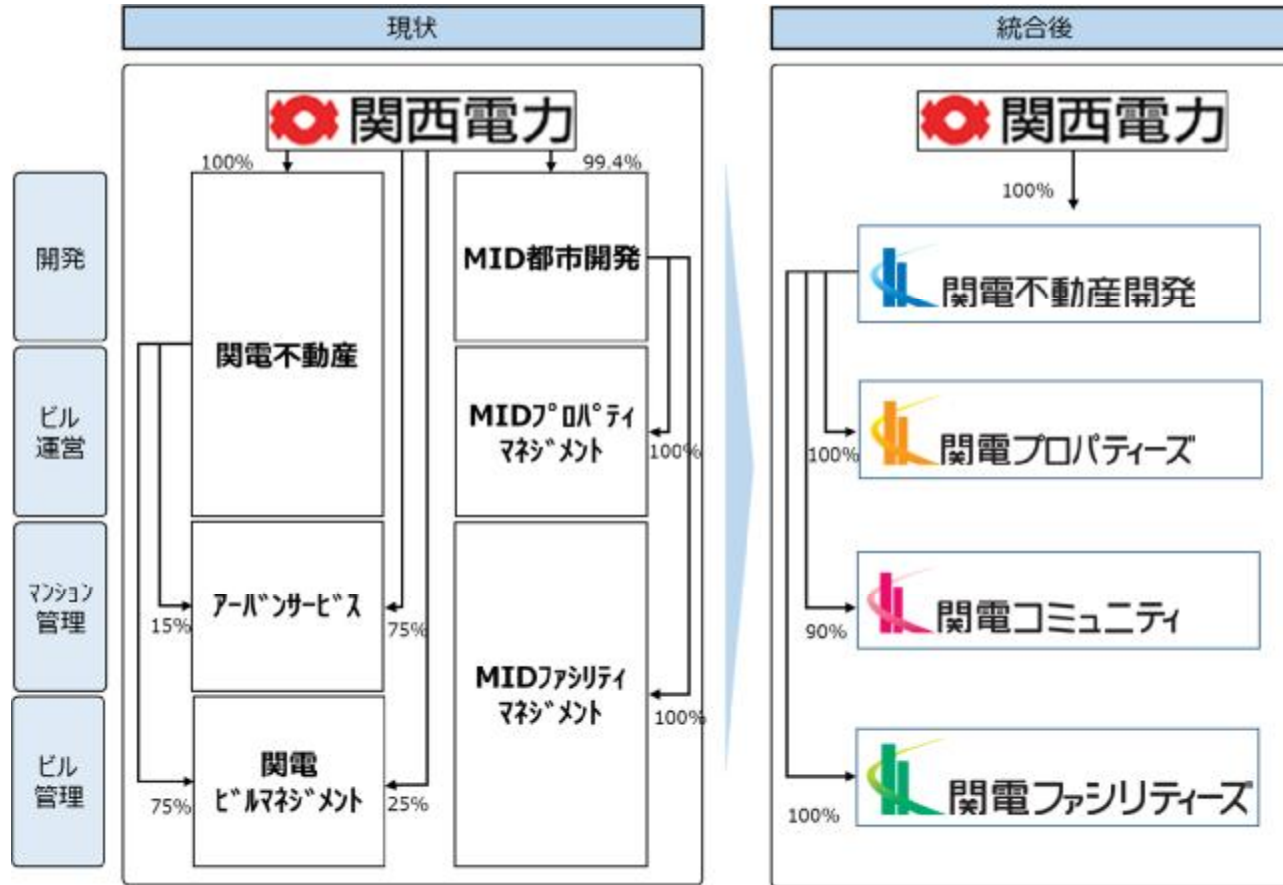 現状
統合後
関西電力
関西電力
100%
99.4%
100%
開発
MID都市開発
関電不動産開発
関電不動産
ビル
運営
MIDﾌﾟﾛﾊﾟﾃｨ
ﾏﾈｼﾞﾒﾝﾄ
100%
100%
関電プロパティーズ
ﾏﾝｼｮﾝ
管理
15%
ｱｰﾊﾞﾝｻｰﾋﾞｽ
75%
90%
関電コミュニティ
MIDﾌｧｼﾘﾃｨ
ﾏﾈｼﾞﾒﾝﾄ
100%
ビル
管理
75%
関電
ﾋﾞﾙﾏﾈｼﾞﾒﾝﾄ
25%
100%
関電ファシリティーズ